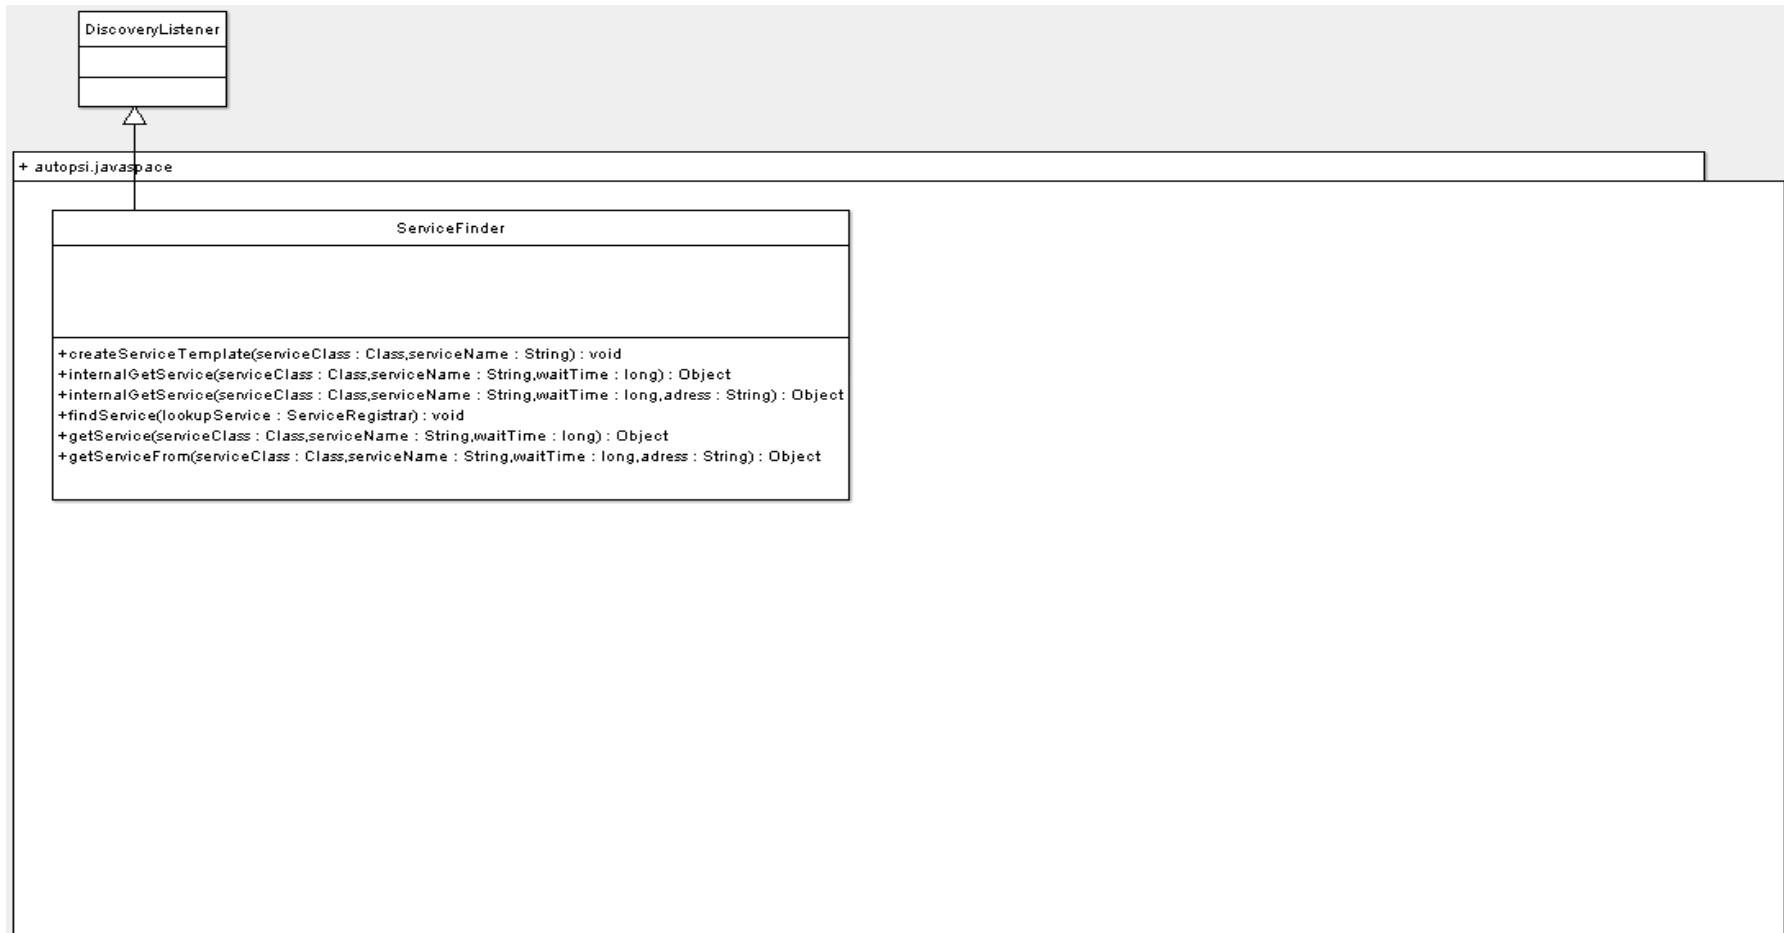 DiscoveryListener
+ autopsi.javaspace
ServiceFinder
+createServiceTemplate(serviceClass : Class,serviceName : String) : void
+internalGetService(serviceClass : Class,serviceName : String,waitTime : long) : Object
+internalGetService(serviceClass : Class,serviceName : String,waitTime : long,adress : String) : Object
+findService(lookupService : ServiceRegistrar) : void
+getService(serviceClass : Class,serviceName : String,waitTime : long) : Object
+getServiceFrom(serviceClass : Class,serviceName : String,waitTime : long,adress : String) : Object